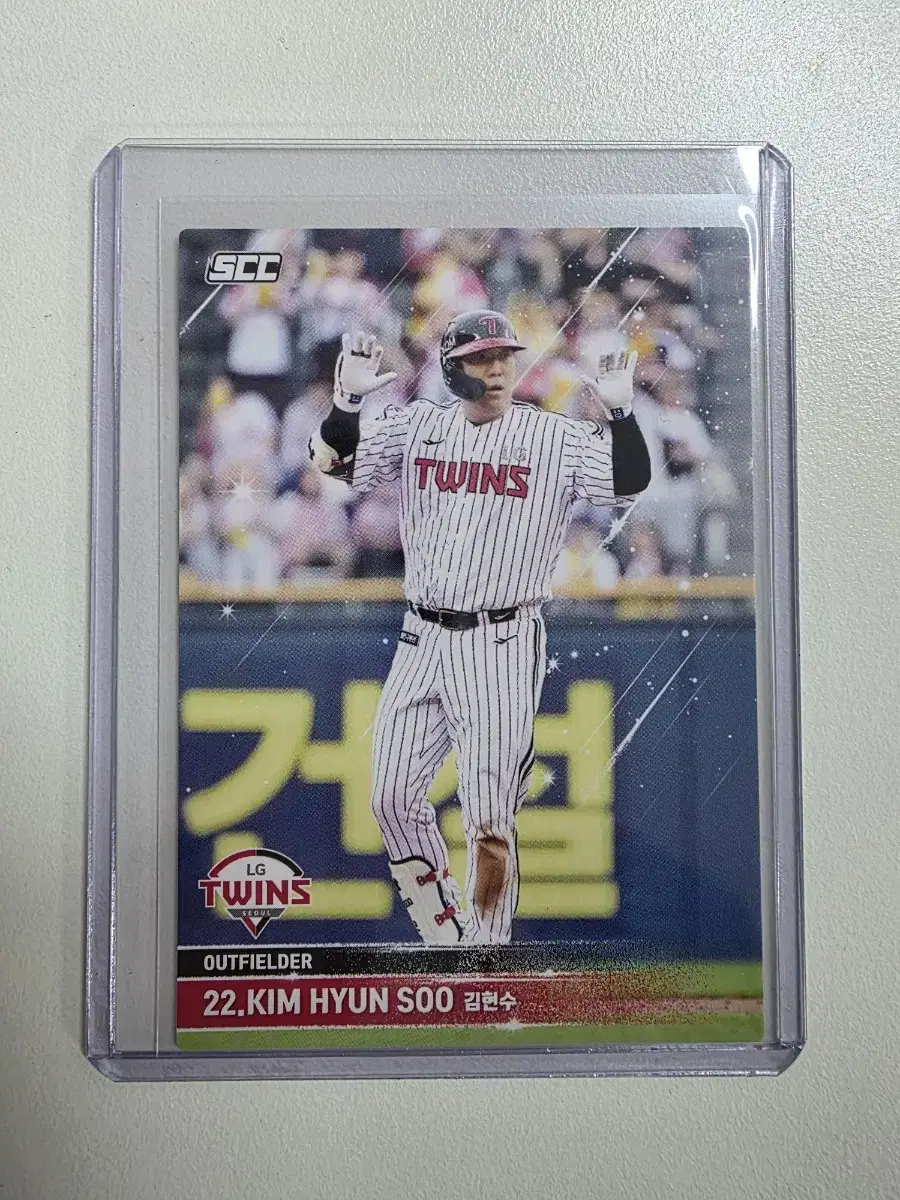 SCC
T
LG
TWINS
건설
LG
TWINS
SEOUL
OUTFIELDER
22.KIM HYUN SOO 김현수